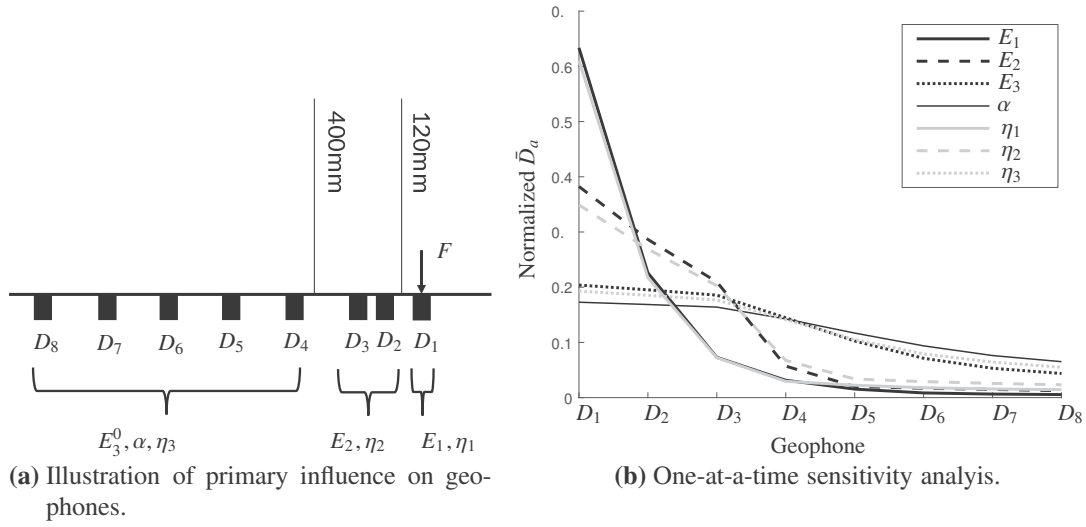 400mm
120mm
F
D8 D7 D6 D5 D4 D3 D2 D1
E₃⁰, α, η₃
E₂, η₂
E₁, η₁
(a) Illustration of primary influence on geo-
phones.
0.
0.6
0.5
0.4
0.
0.2
0.1
0
Normalized D̄ₐ
E₁
E₂
E₃
α
η₁
η₂
η₃
D₁ D₂ D₃ D₄ D₅ D₆ D₇ D₈
Geophone
(b) One-at-a-time sensitivity analyis.